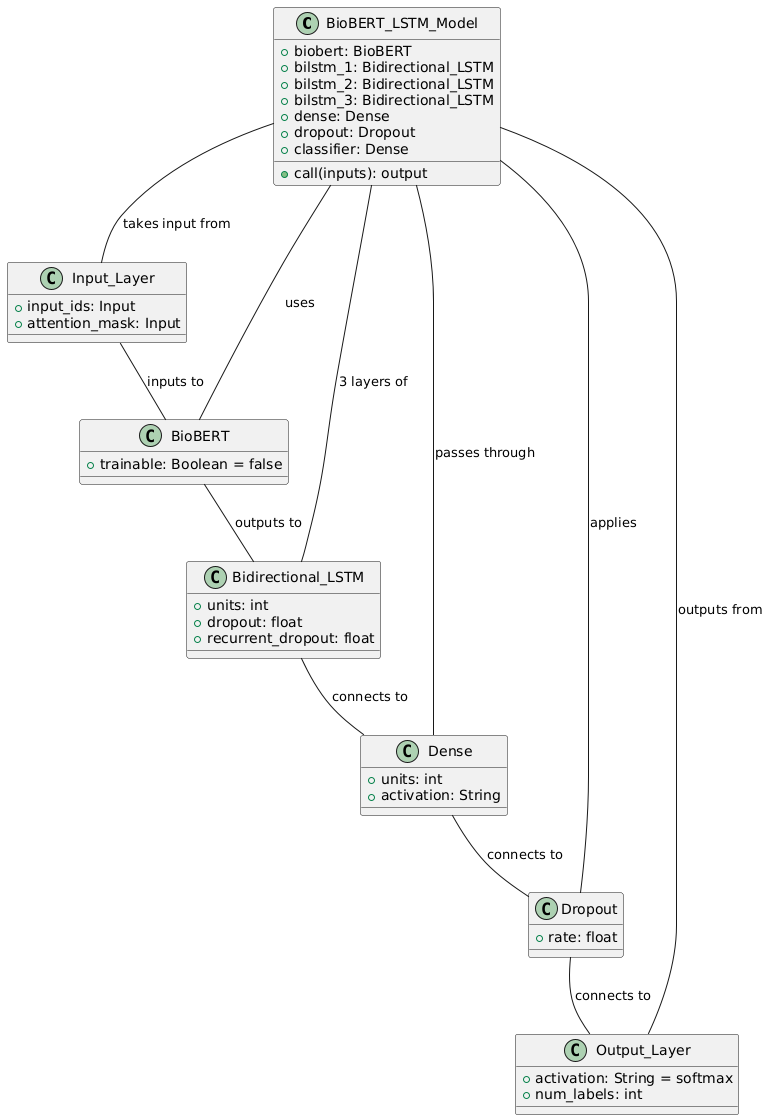 C BioBERT_LSTM_Model
biobert: BioBERT
bilstm_1: Bidirectional_LSTM
bilstm_2: Bidirectional_LSTM
bilstm_3: Bidirectional_LSTM
dense: Dense
dropout: Dropout
classifier: Dense
call(inputs): output
takes input from
C Input_Layer
input_ids: Input
attention_mask: Input
uses
inputs to
3 layers of
C BioBERT
trainable: Boolean = false
passes through
outputs to
applies
C Bidirectional_LSTM
units: int
dropout: float
recurrent_dropout: float
outputs from
connects to
C Dense
units: int
activation: String
connects to
C Dropout
rate: float
connects to
C Output_Layer
activation: String = softmax
num_labels: int